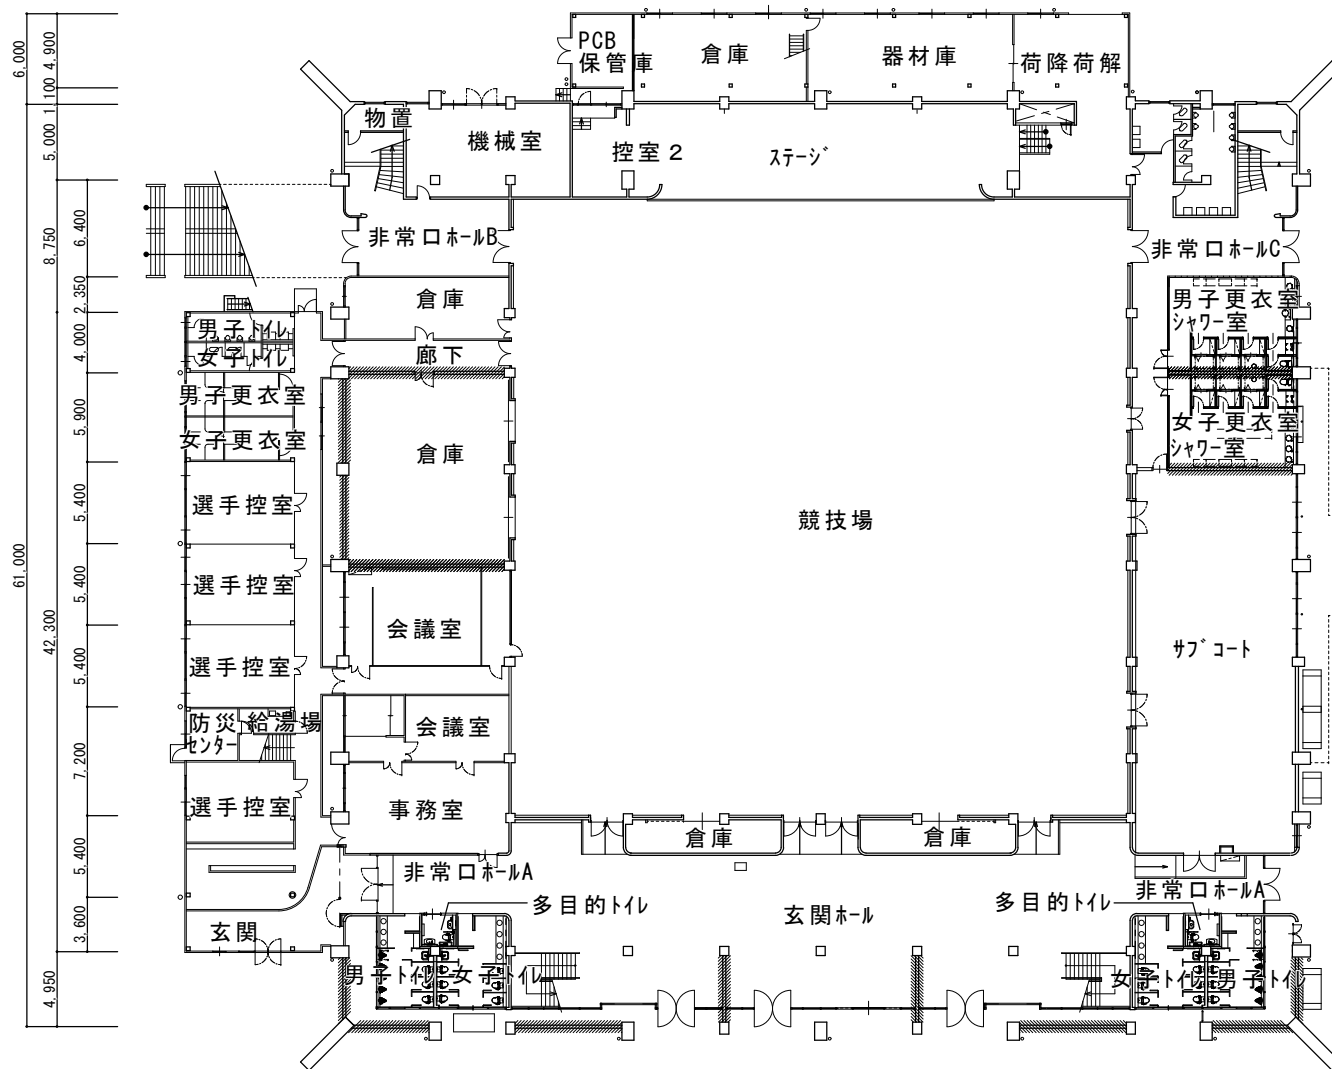 PCB
保管庫
倉庫
器材庫
荷降荷解
物置
機械室
控室2
ステージ
非常口ホールB
非常口ホールC
倉庫
男子更衣室
シャワー室
男子トイレ
女子トイレ
廊下
男子更衣室
女子更衣室
倉庫
女子更衣室
シャワー室
選手控室
競技場
選手控室
会議室
選手控室
サブコート
防災
センター
給湯場
会議室
選手控室
事務室
倉庫
倉庫
非常口ホールA
非常口ホールA
多目的トイレ
玄関ホール
多目的トイレ
玄関
男子トイレ
女子トイレ
女子トイレ
男子トイレ
6,000
4,900
1,100
5,000
8,750
6,400
2,350
4,000
5,900
5,400
61,000
5,400
42,300
5,400
7,200
5,400
3,600
4,950